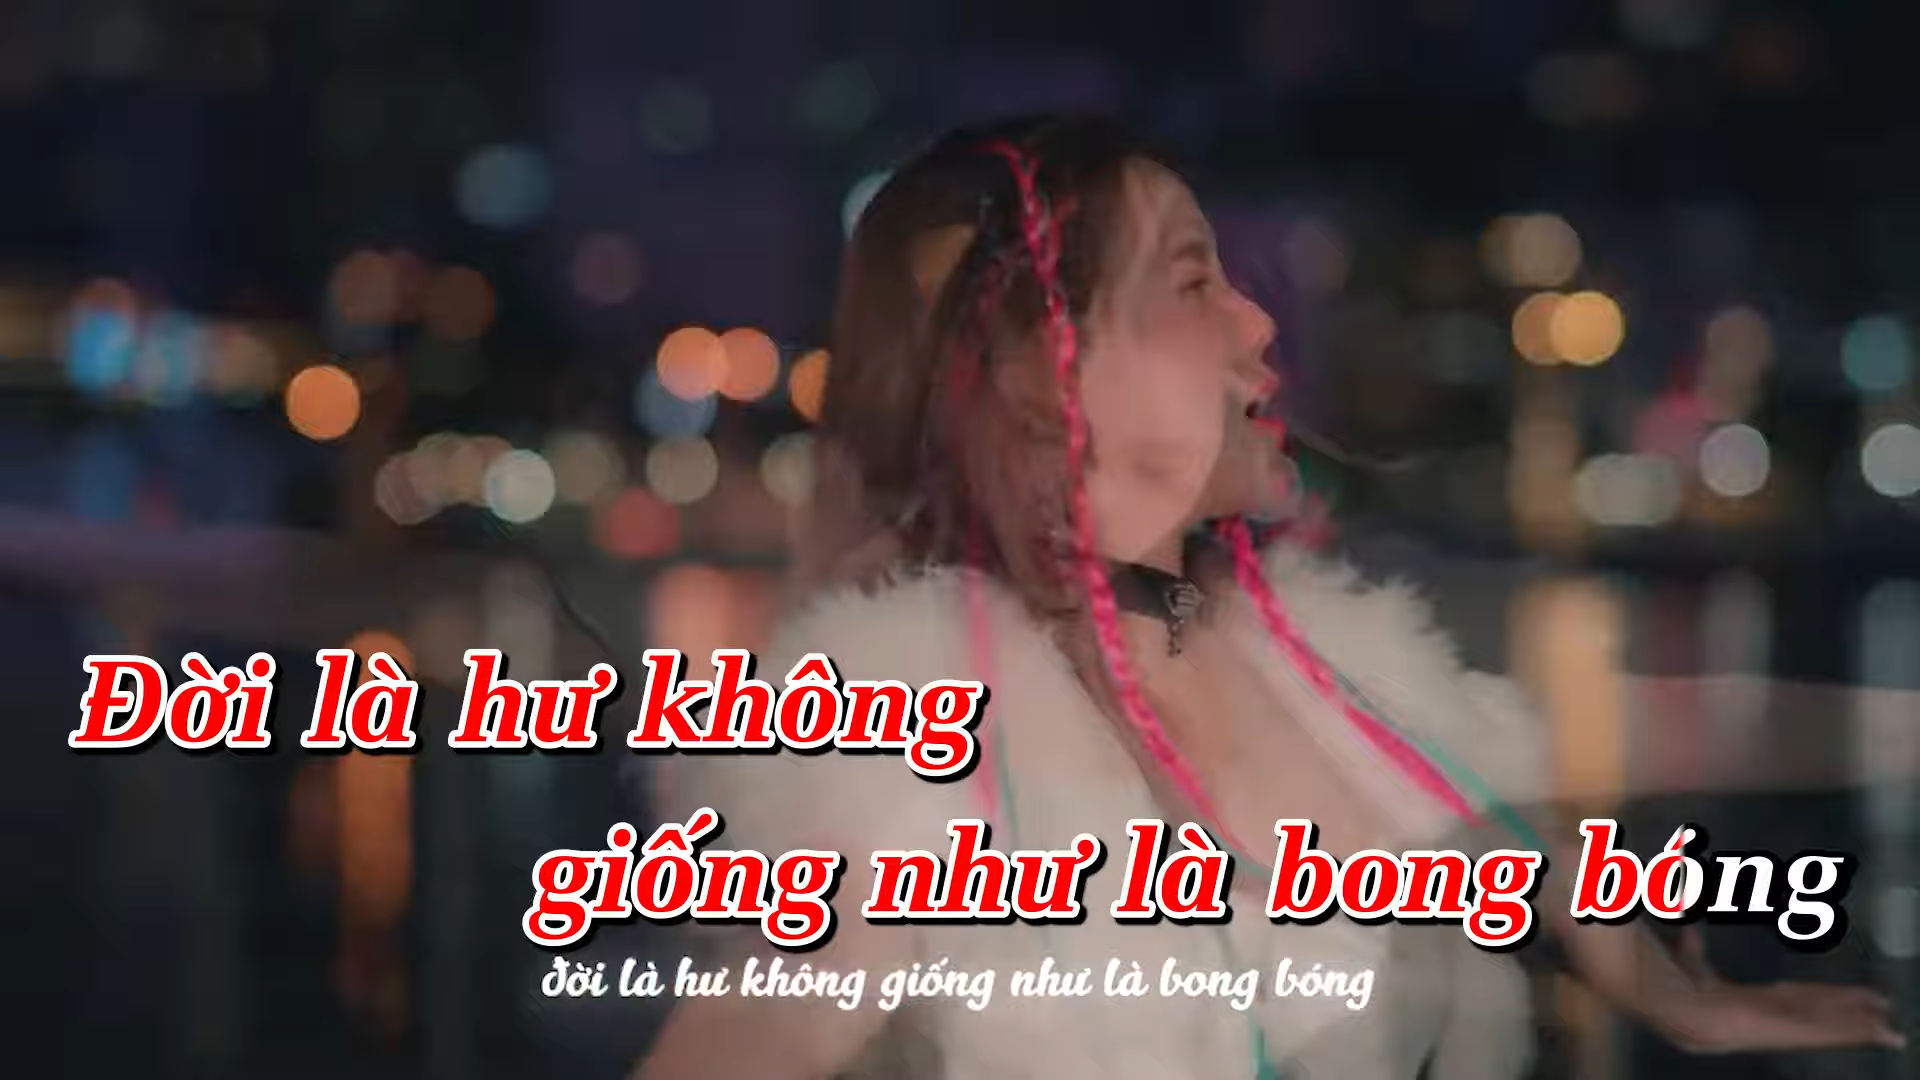 Đời là hư không
giống như là bong bóng
đời là hư không giống như là bong bóng